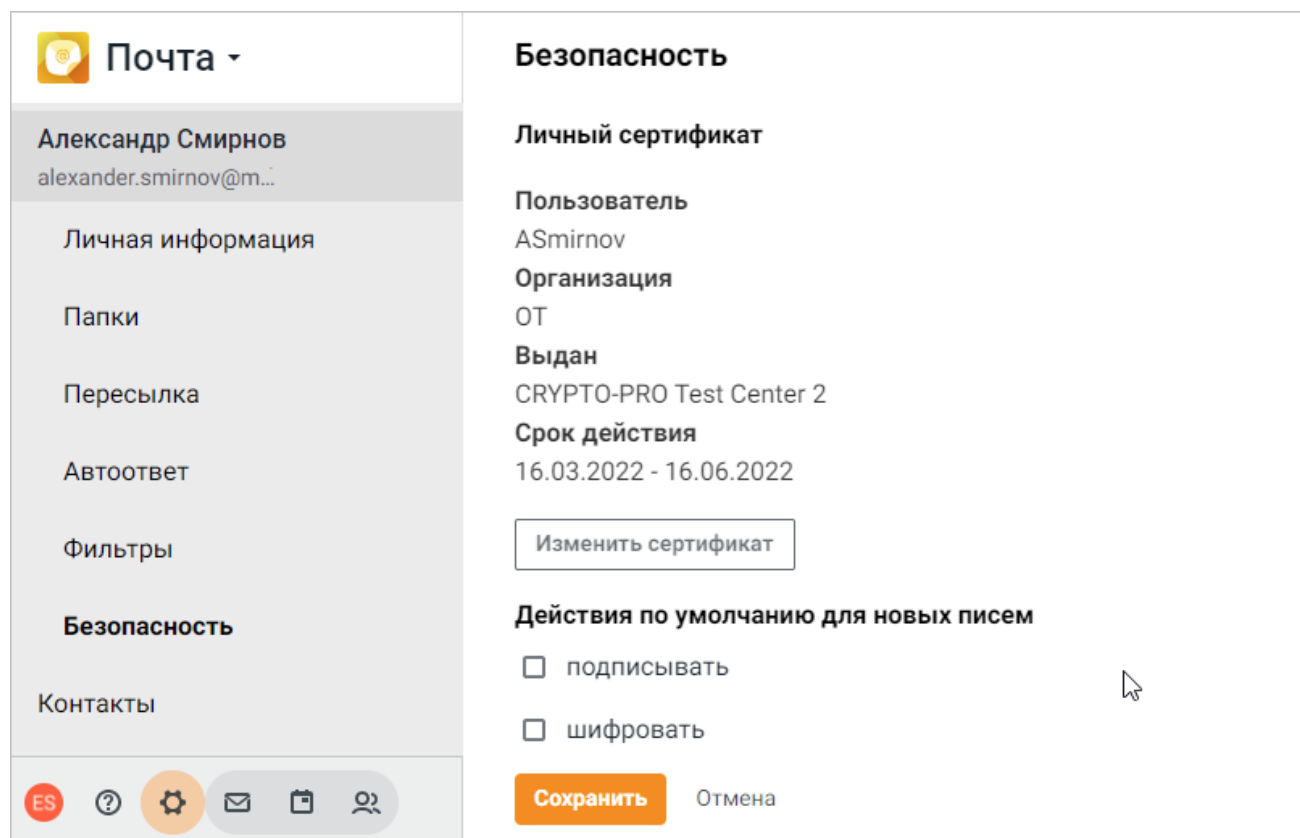 Почта
Александр Смирнов
alexander.smirnov@m...
Личная информация
Папки
Пересылка
Автоответ
Фильтры
Безопасность
Контакты
ES
Безопасность
Личный сертификат
Пользователь
ASmirnov
Организация
ОТ
Выдан
CRYPTO-PRO Test Center 2
Срок действия
16.03.2022 - 16.06.2022
Изменить сертификат
Действия по умолчанию для новых писем
подписывать
шифровать
Сохранить Отмена